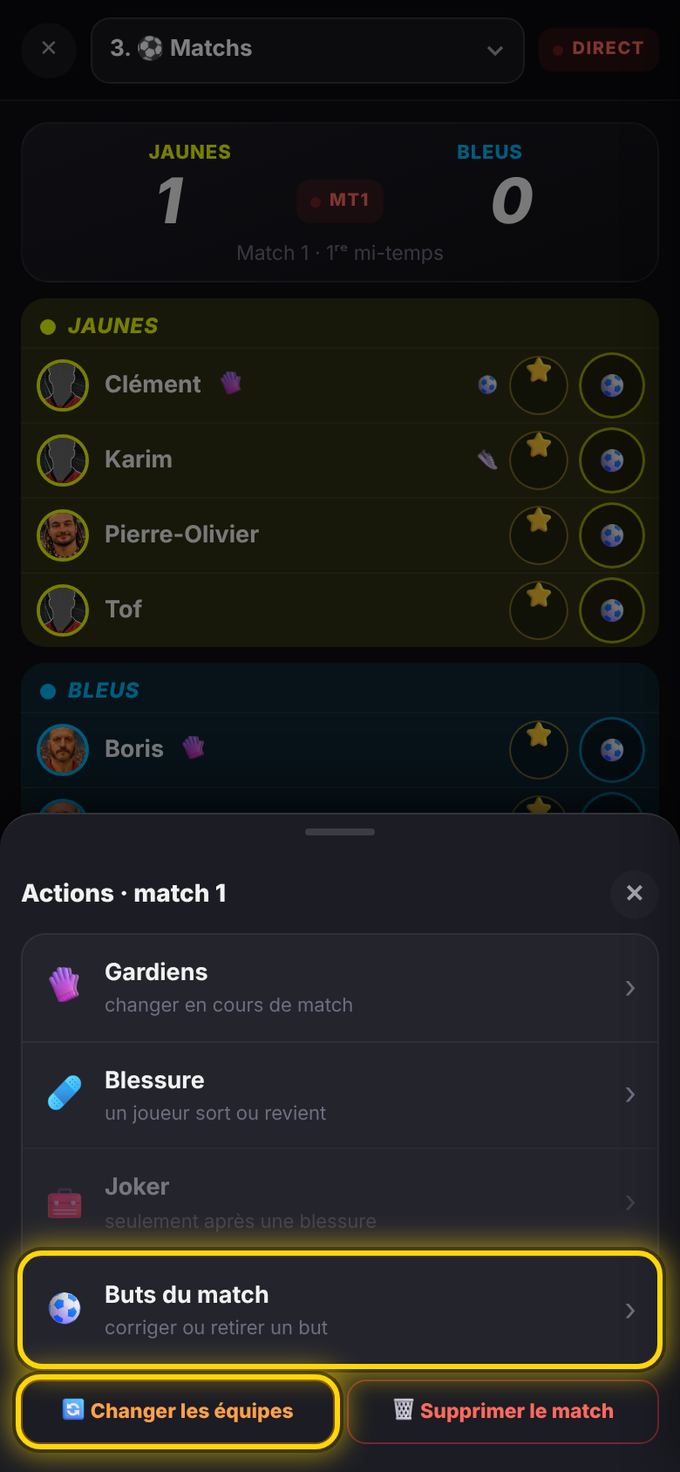 ✕
3. ⚽ Matchs
DIRECT
JAUNES
BLEUS
1
MT1
0
Match 1 · 1ʳᵉ mi-temps
JAUNES
Clément
Karim
Pierre-Olivier
Tof
BLEUS
Boris
Actions · match 1
✕
Gardiens
changer en cours de match
Blessure
un joueur sort ou revient
Joker
seulement après une blessure
Buts du match
corriger ou retirer un but
Changer les équipes
Supprimer le match